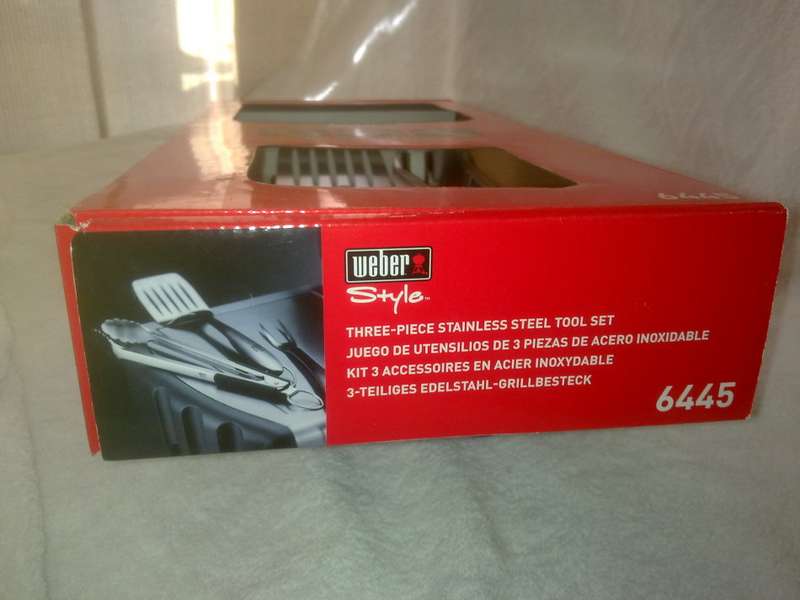 6445
weber
Style™
THREE-PIECE STAINLESS STEEL TOOL SET
JUEGO DE UTENSILIOS DE 3 PIEZAS DE ACERO INOXIDABLE
KIT 3 ACCESSOIRES EN ACIER INOXYDABLE
3-TEILIGES EDELSTAHL-GRILLBESTECK
6445